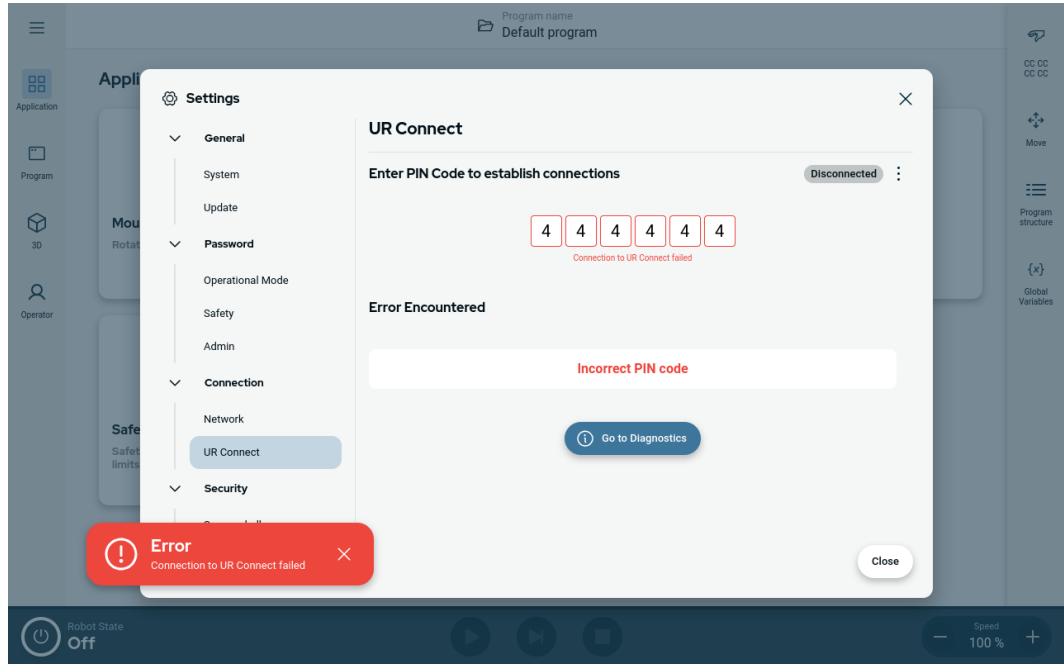 Program name
Default program
Appli
Application
Program
3D
Operator
Mou
Rotat
Safe
Safet
limits
Settings
General
System
Update
Password
Operational Mode
Safety
Admin
Connection
Network
UR Connect
Security
UR Connect
Enter PIN Code to establish connections
Disconnected
4 4 4 4 4 4
Connection to UR Connect failed
Error Encountered
Incorrect PIN code
Go to Diagnostics
Close
Error
Connection to UR Connect failed
CC CC
CC CC
Move
Program
structure
{x}
Global
Variables
Robot State
Off
Speed
100 %